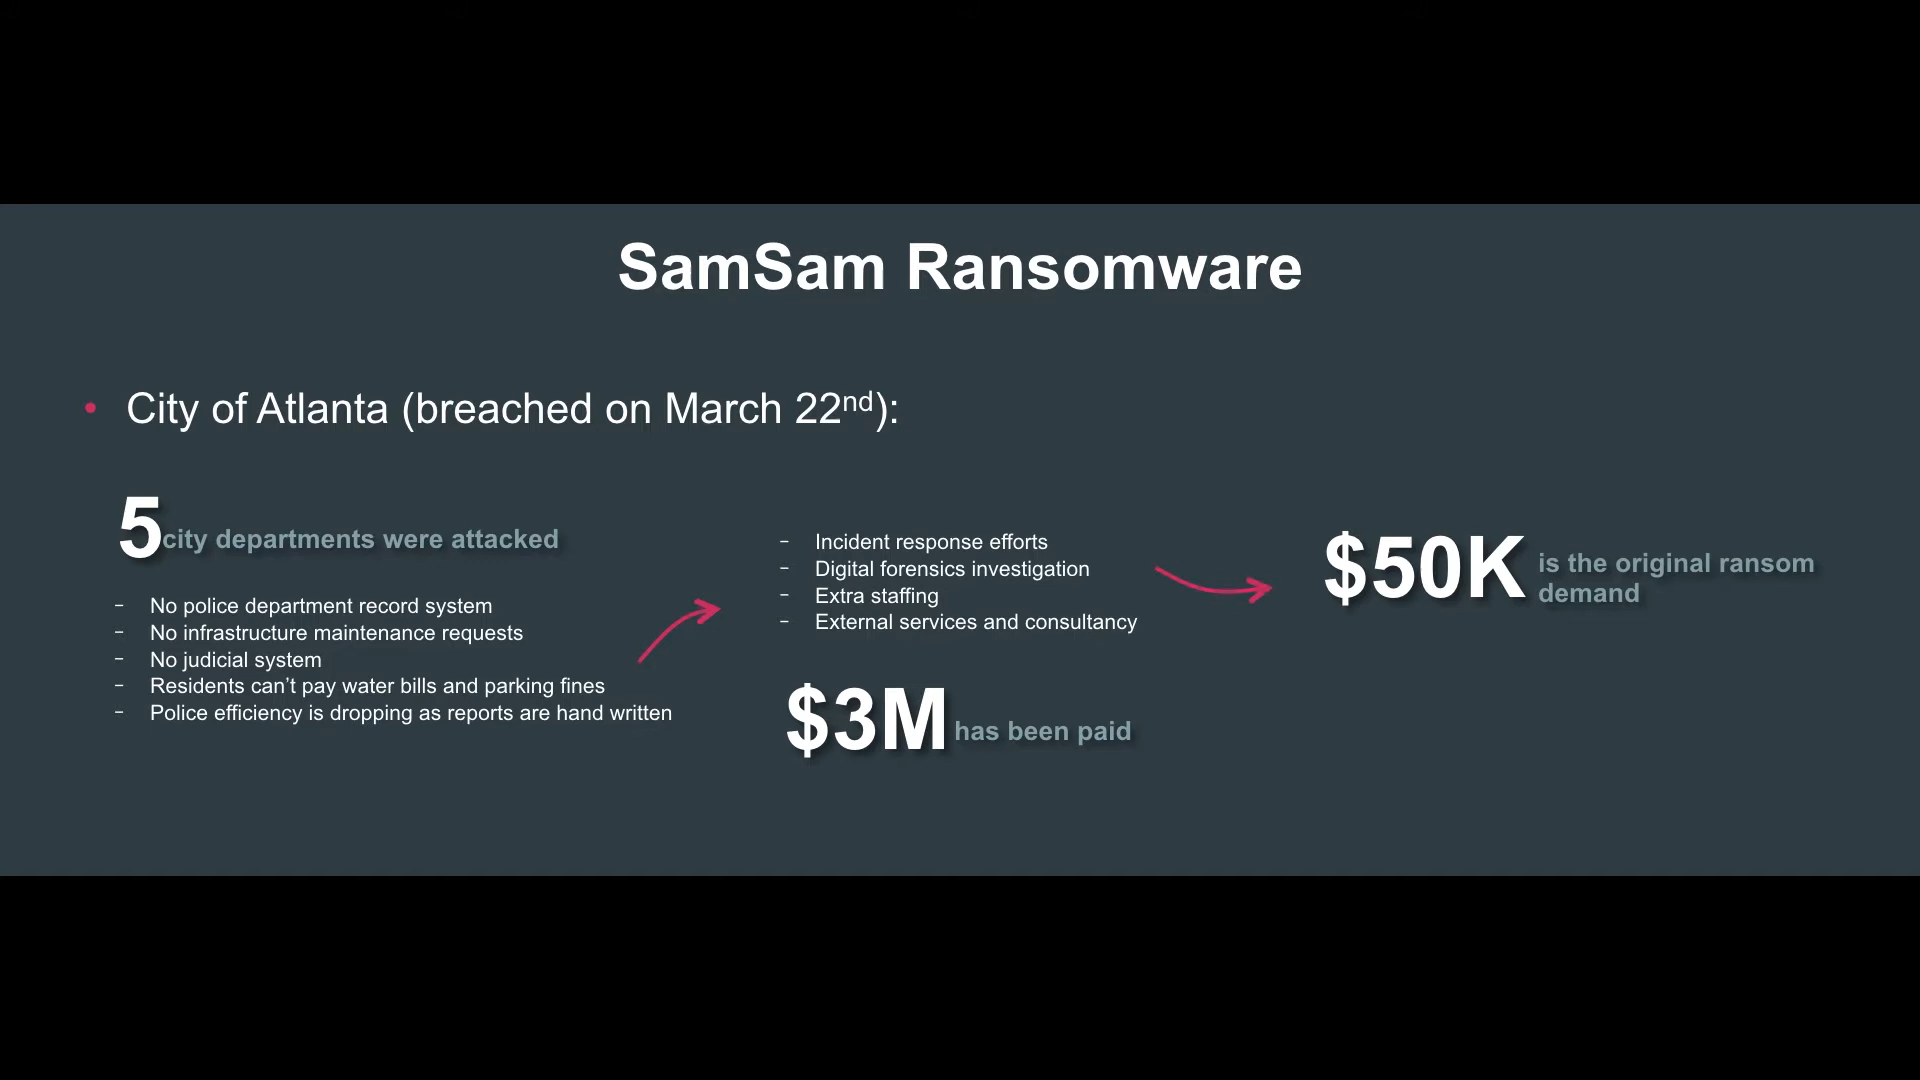 SamSam Ransomware
• City of Atlanta (breached on March 22nd):
5 city departments were attacked
- No police department record system
- No infrastructure maintenance requests
- No judicial system
- Residents can’t pay water bills and parking fines
- Police efficiency is dropping as reports are hand written
- Incident response efforts
- Digital forensics investigation
- Extra staffing
- External services and consultancy
$3M has been paid
$50K is the original ransom
demand